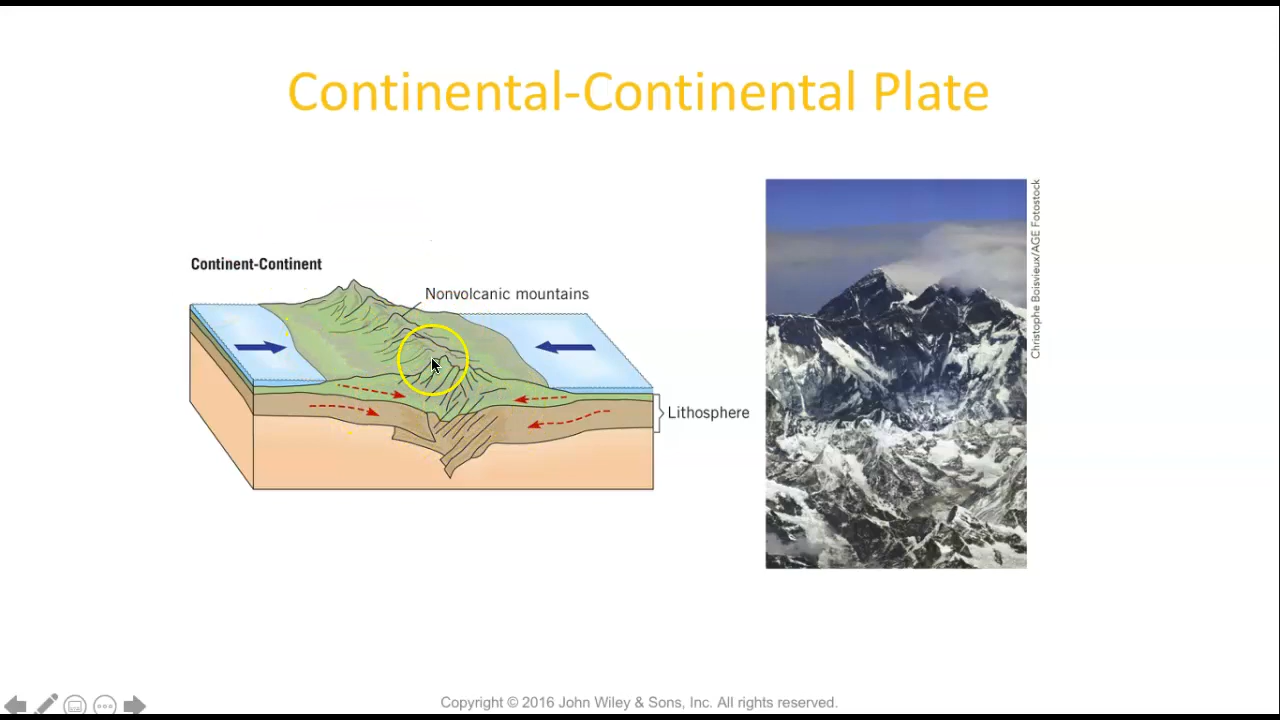 Continental-Continental Plate
Continent-Continent
Nonvolcanic mountains
Lithosphere
Christophe Boisvieux/AGE Fotostock
Copyright © 2016 John Wiley & Sons, Inc. All rights reserved.